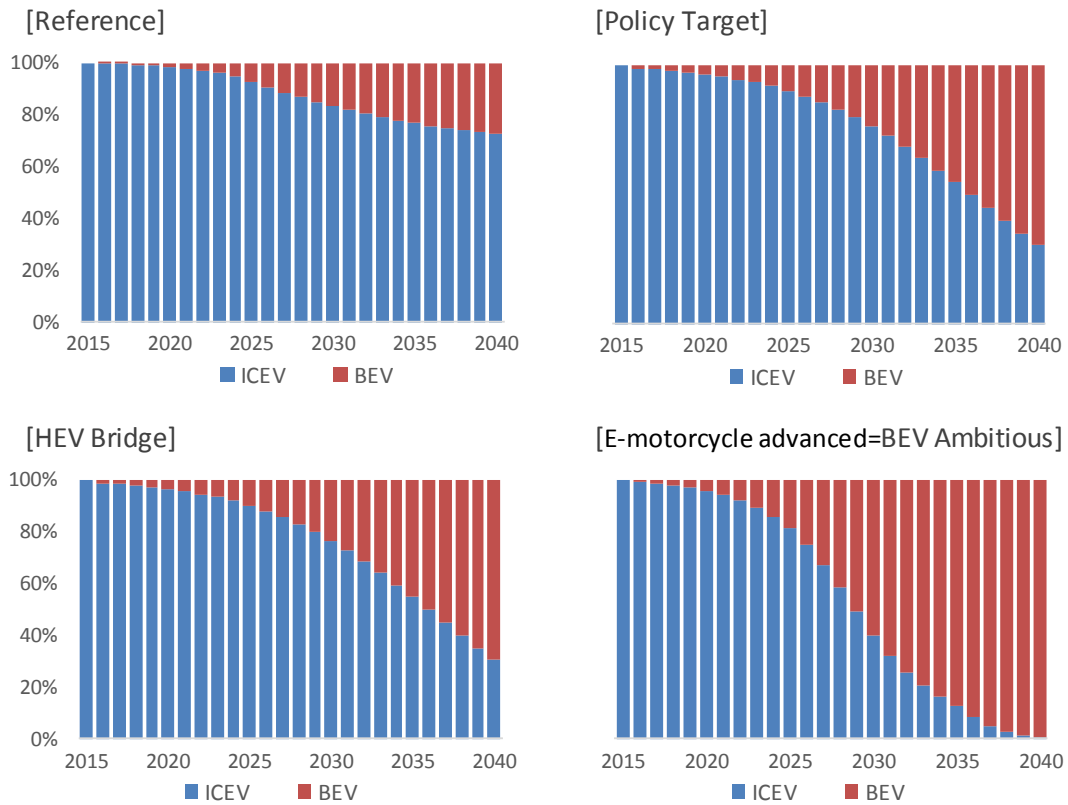 [Reference]
100%
80%
60%
40%
20%
0%
2015 2020 2025 2030 2035 2040
ICEV BEV
[Policy Target]
2015 2020 2025 2030 2035 2040
ICEV BEV
[HEV Bridge]
100%
80%
60%
40%
20%
0%
2015 2020 2025 2030 2035 2040
ICEV BEV
[E-motorcycle advanced=BEV Ambitious]
2015 2020 2025 2030 2035 2040
ICEV BEV